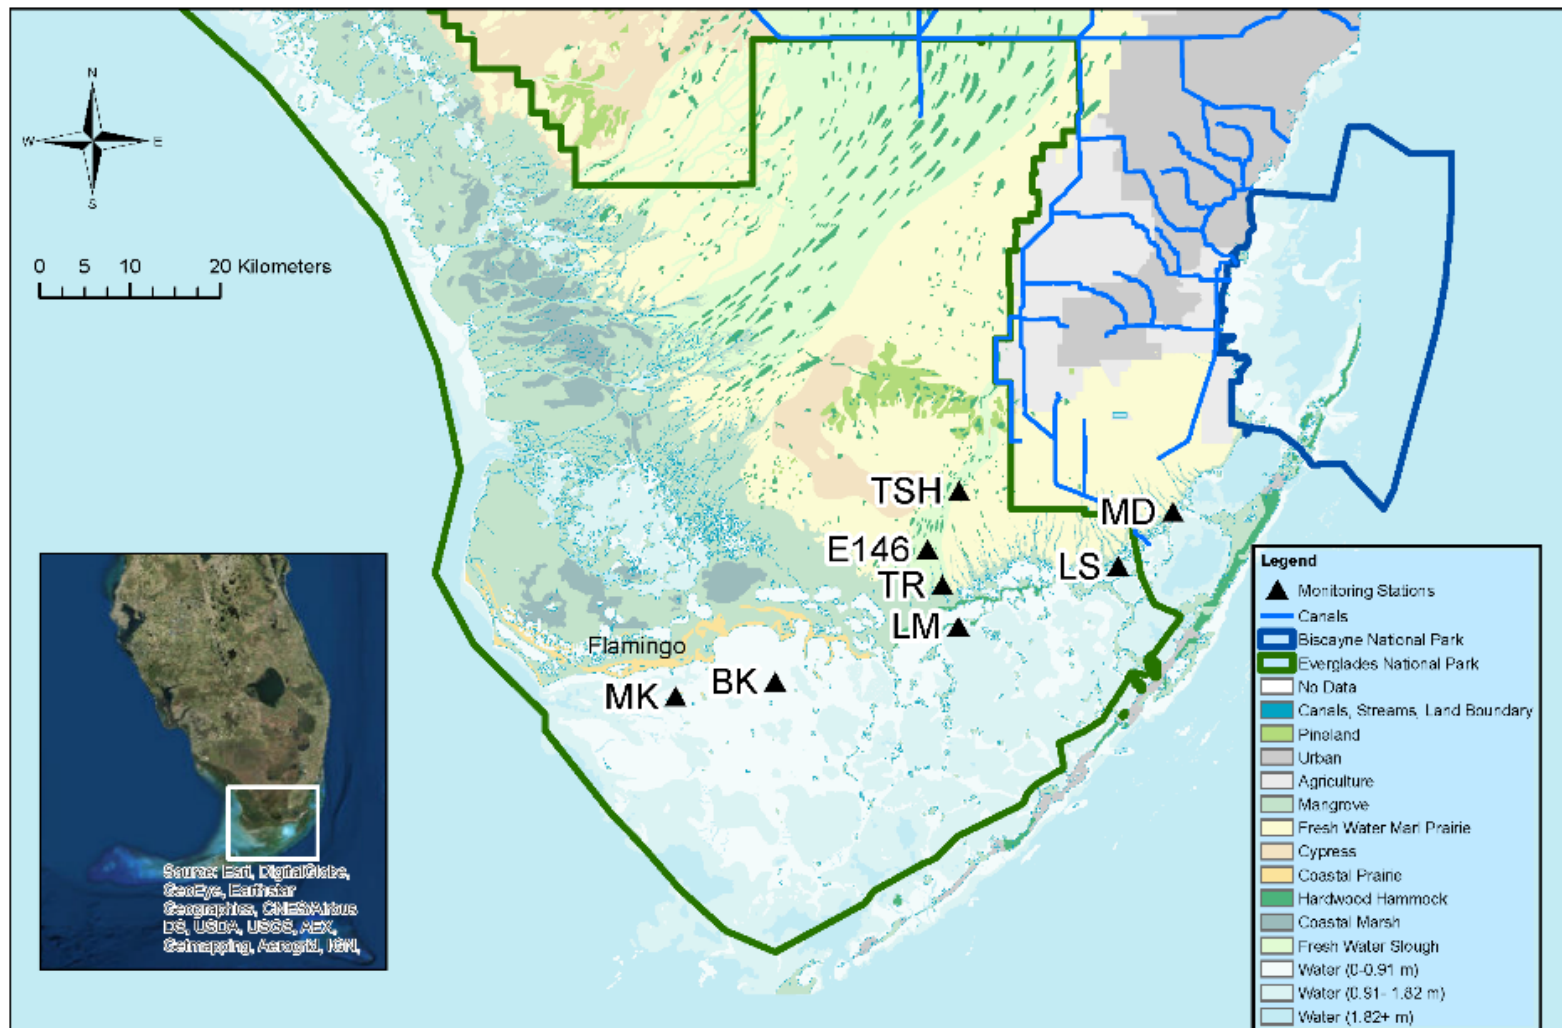 N
W
E
S
0 5 10 20 Kilometers
TSH
MD
E146
LS
TR
LM
Flamingo
BK
MK
Source: Esri, DigitalGlobe,
GeoEye, Earthstar
Geographics, CNES/Airbus
DS, USDA, USGS, AEX,
Getmapping, Aerogrid, IGN,
Legend
Monitoring Stations
Canals
Biscayne National Park
Everglades National Park
No Data
Canals, Streams, Land Boundary
Pineland
Urban
Agriculture
Mangrove
Fresh Water Marl Prairie
Cypress
Coastal Prairie
Hardwood Hammock
Coastal Marsh
Fresh Water Slough
Water (0-0.91 m)
Water (0.91- 1.82 m)
Water (1.82+ m)